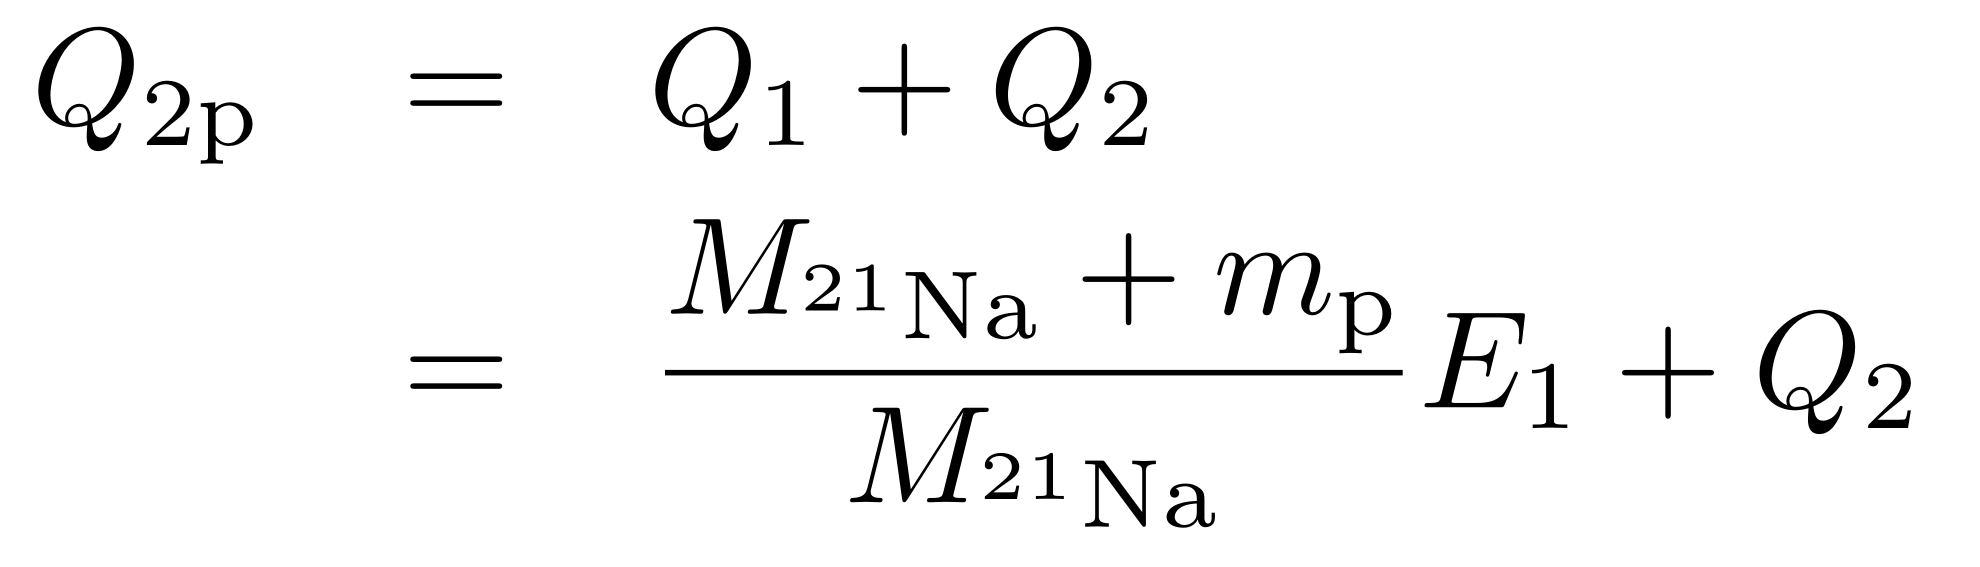 Q_{2p} = Q_1 + Q_2
= \frac{M_{^{21}Na} + m_p}{M_{^{21}Na}} E_1 + Q_2